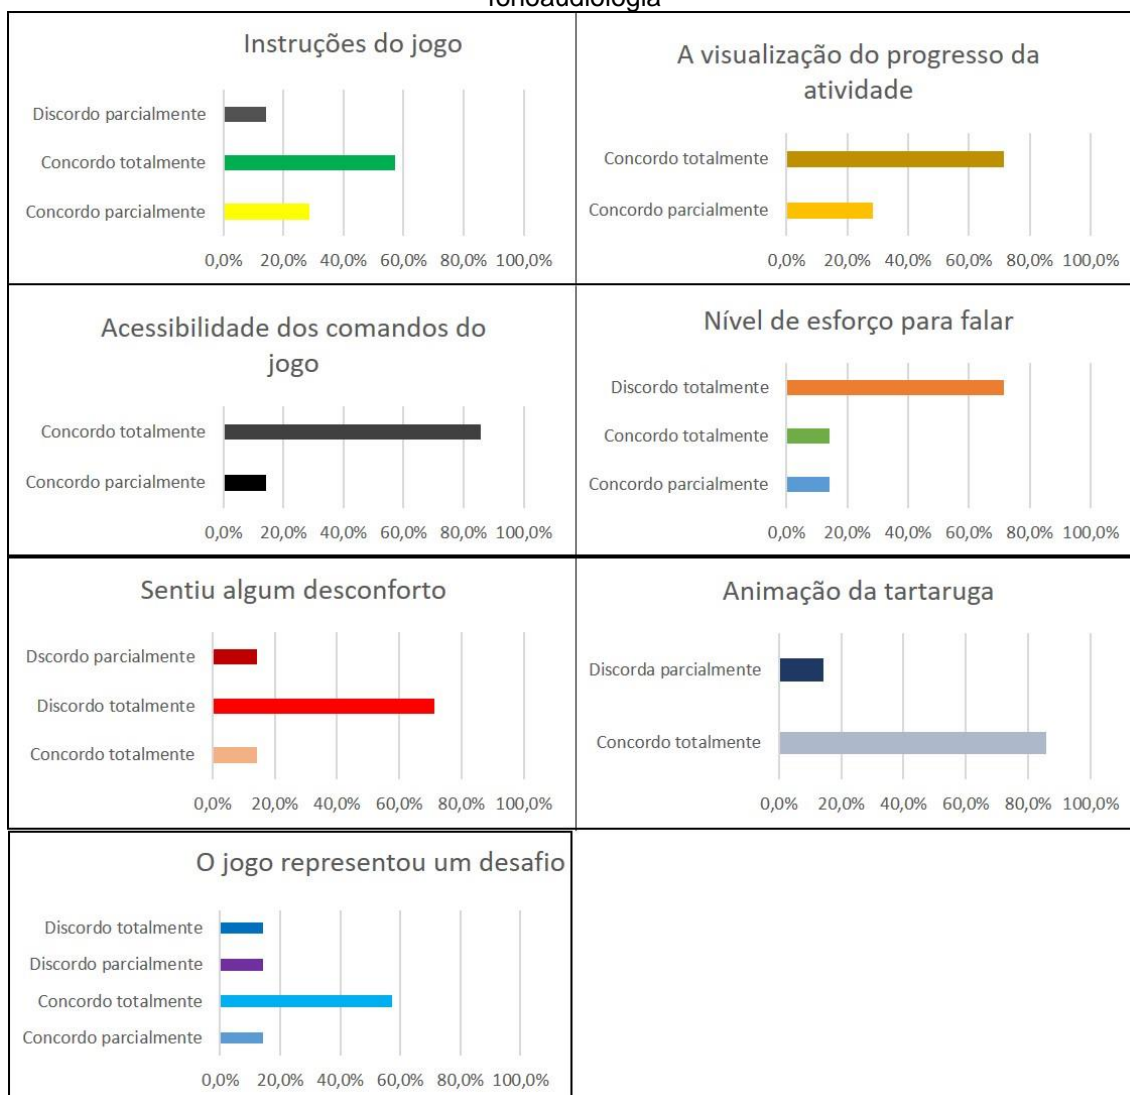 fonoaudiologia
Instruções do jogo
Discordo parcialmente
Concordo totalmente
Concordo parcialmente
0,0% 20,0% 40,0% 60,0% 80,0% 100,0%
A visualização do progresso da
atividade
Concordo totalmente
Concordo parcialmente
0,0% 20,0% 40,0% 60,0% 80,0% 100,0%
Acessibilidade dos comandos do
jogo
Concordo totalmente
Concordo parcialmente
0,0% 20,0% 40,0% 60,0% 80,0% 100,0%
Nível de esforço para falar
Discordo totalmente
Concordo totalmente
Concordo parcialmente
0,0% 20,0% 40,0% 60,0% 80,0% 100,0%
Sentiu algum desconforto
Dscordo parcialmente
Discordo totalmente
Concordo totalmente
0,0% 20,0% 40,0% 60,0% 80,0% 100,0%
Animação da tartaruga
Discorda parcialmente
Concordo totalmente
0,0% 20,0% 40,0% 60,0% 80,0% 100,0%
O jogo representou um desafio
Discordo totalmente
Discordo parcialmente
Concordo totalmente
Concordo parcialmente
0,0% 20,0% 40,0% 60,0% 80,0% 100,0%